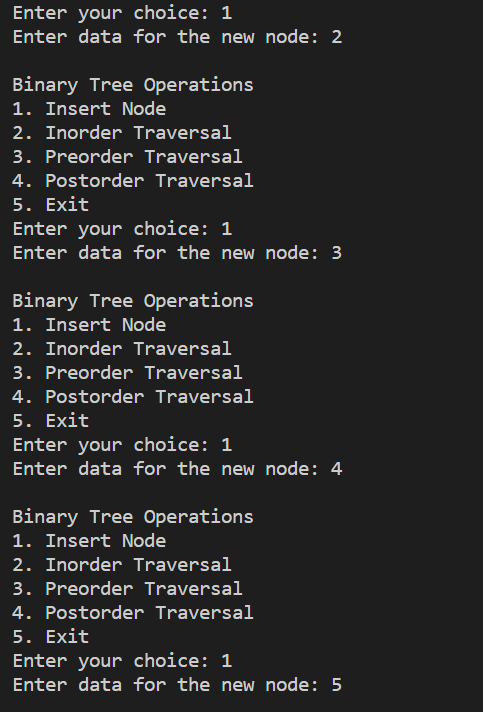 Enter your choice: 1
Enter data for the new node: 2
Binary Tree Operations
1. Insert Node
2. Inorder Traversal
3. Preorder Traversal
4. Postorder Traversal
5. Exit
Enter your choice: 1
Enter data for the new node: 3
Binary Tree Operations
1. Insert Node
2. Inorder Traversal
3. Preorder Traversal
4. Postorder Traversal
5. Exit
Enter your choice: 1
Enter data for the new node: 4
Binary Tree Operations
1. Insert Node
2. Inorder Traversal
3. Preorder Traversal
4. Postorder Traversal
5. Exit
Enter your choice: 1
Enter data for the new node: 5